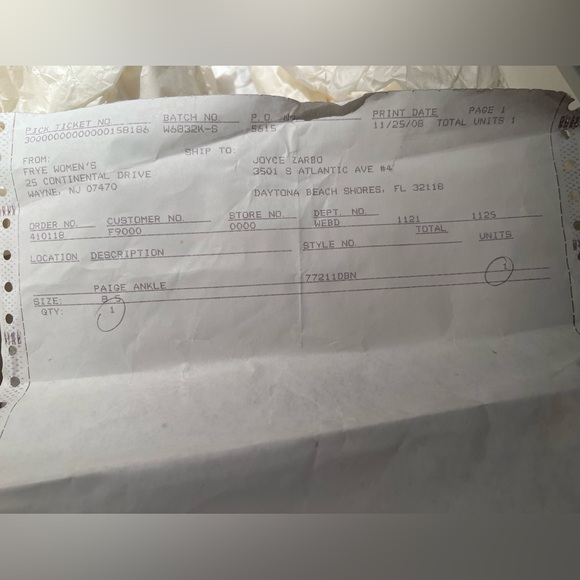 PICK TICKET NO. BATCH NO P.O. NO. PRINT DATE PAGE 1
30000000000000158186 W6832K-S 5615 11/25/08 TOTAL UNITS 1
FROM: SHIP TO:
FRYE WOMEN'S JOYCE ZARBO
25 CONTINENTAL DRIVE 3501 S ATLANTIC AVE #4
WAYNE, NJ 07470
DAYTONA BEACH SHORES, FL 32118
ORDER NO. CUSTOMER NO. STORE NO. DEPT. NO. 1121 1125
410118 F9000 0000 WEBD TOTAL
LOCATION DESCRIPTION STYLE NO. UNITS
PAIGE ANKLE 77211DBN 1
SIZE: 8.5
QTY: 1